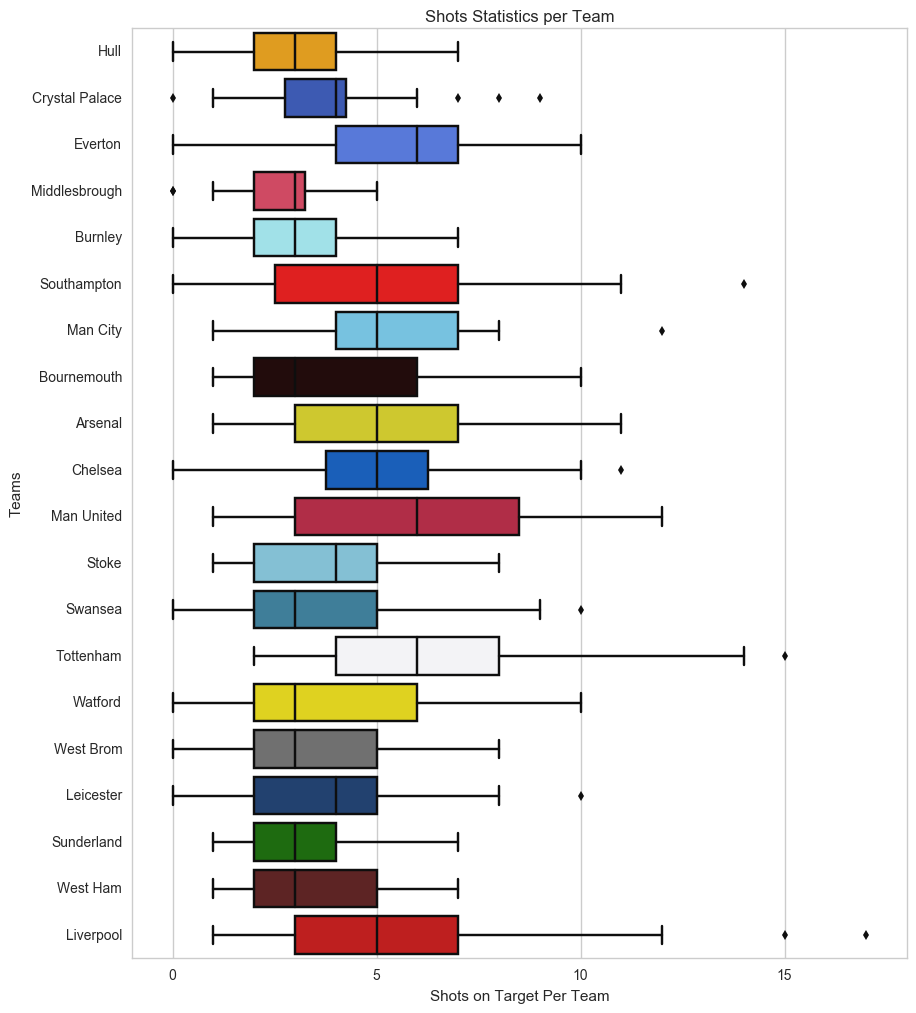 Shots Statistics per Team
Hull
Crystal Palace
Everton
Middlesbrough
Burnley
Southampton
Man City
Bournemouth
Arsenal
Chelsea
Man United
Stoke
Swansea
Tottenham
Watford
West Brom
Leicester
Sunderland
West Ham
Liverpool
Teams
0 5 10 15
Shots on Target Per Team